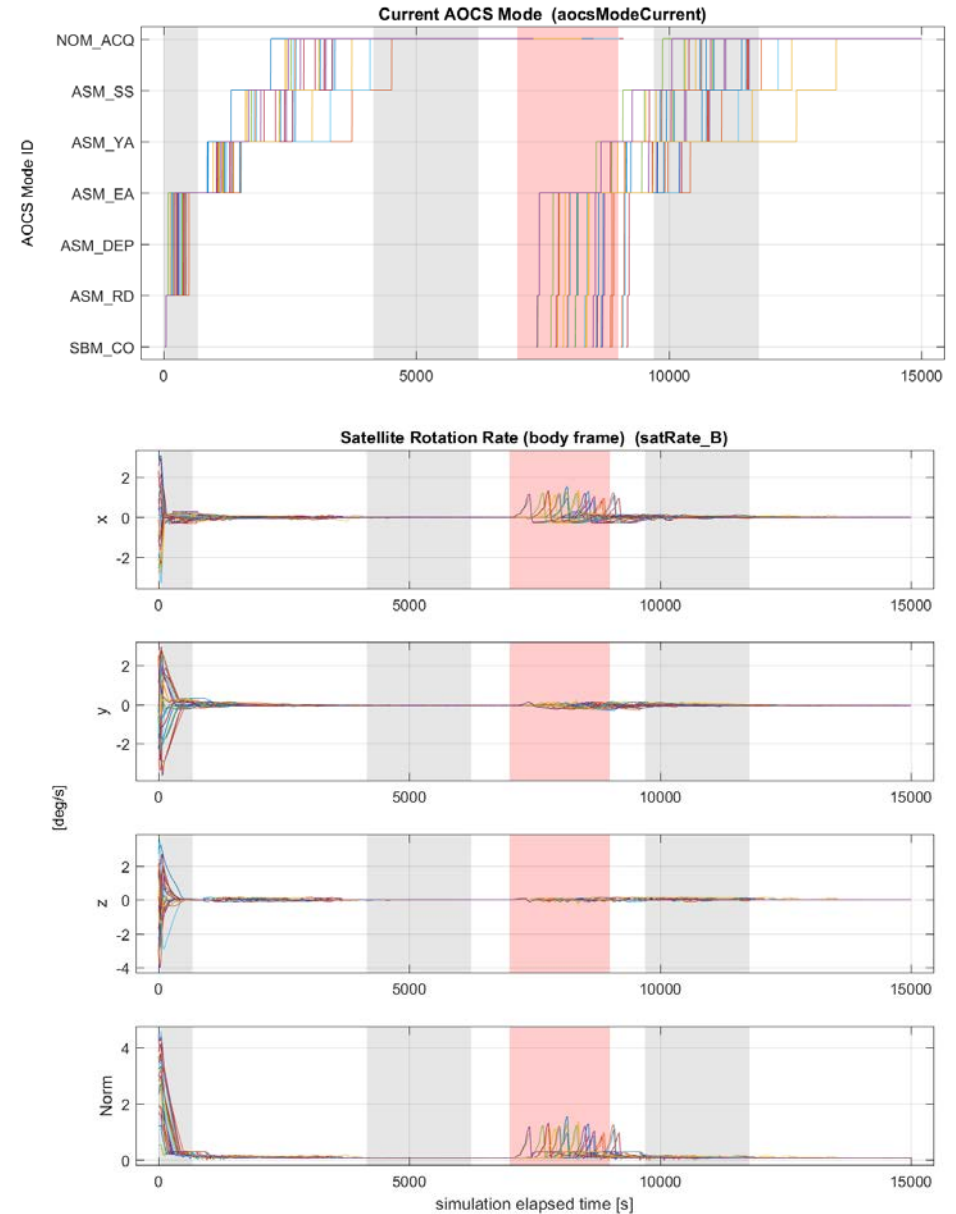 Current AOCS Mode  (aocsModeCurrent)
AOCS Mode ID
NOM_ACQ
ASM_SS
ASM_YA
ASM_EA
ASM_DEP
ASM_RD
SBM_CO
0 5000 10000 15000
Satellite Rotation Rate (body frame)  (satRate_B)
[deg/s]
x
2
0
-2
0 5000 10000 15000
y
2
0
-2
0 5000 10000 15000
z
2
0
-2
-4
0 5000 10000 15000
Norm
4
2
0
0 5000 10000 15000
simulation elapsed time [s]